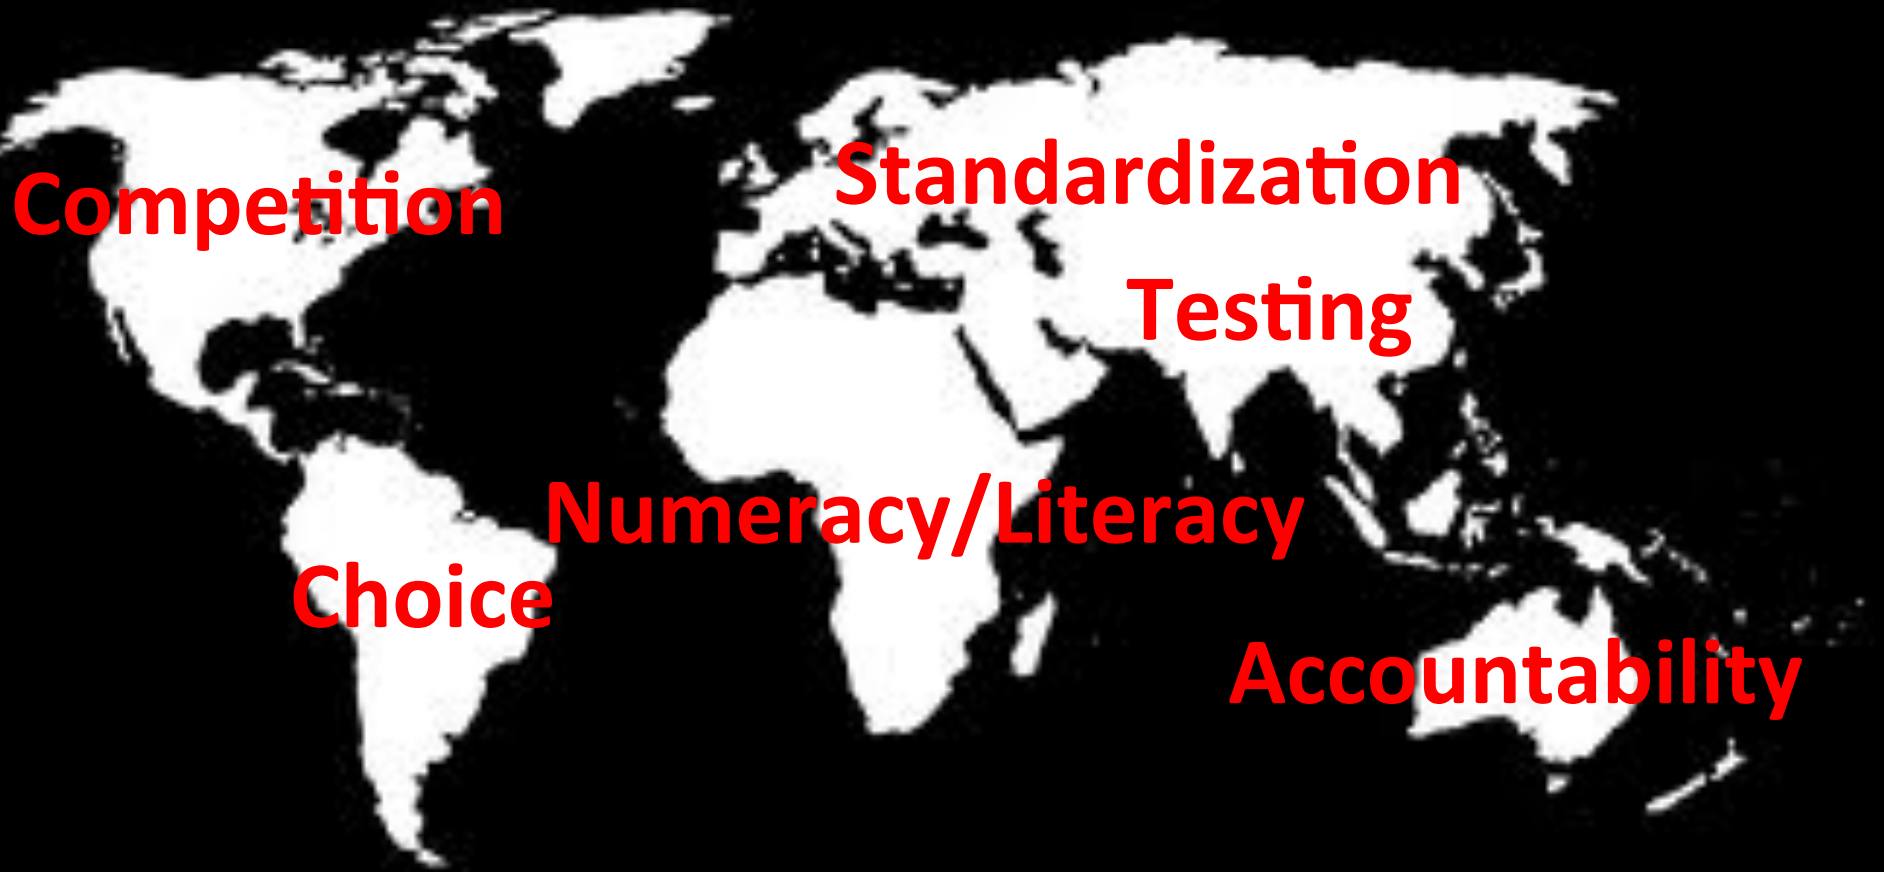 Standardization
Competition
Testing
Numeracy/Literacy
Choice
Accountability